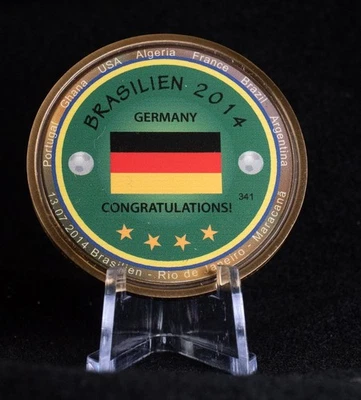 Portugal Ghana USA Algeria France Brazil Argentina
BRASILIEN 2014
GERMANY
341
CONGRATULATIONS!
13.07.2014 Brasilien - Rio de Janeiro - Maracanã